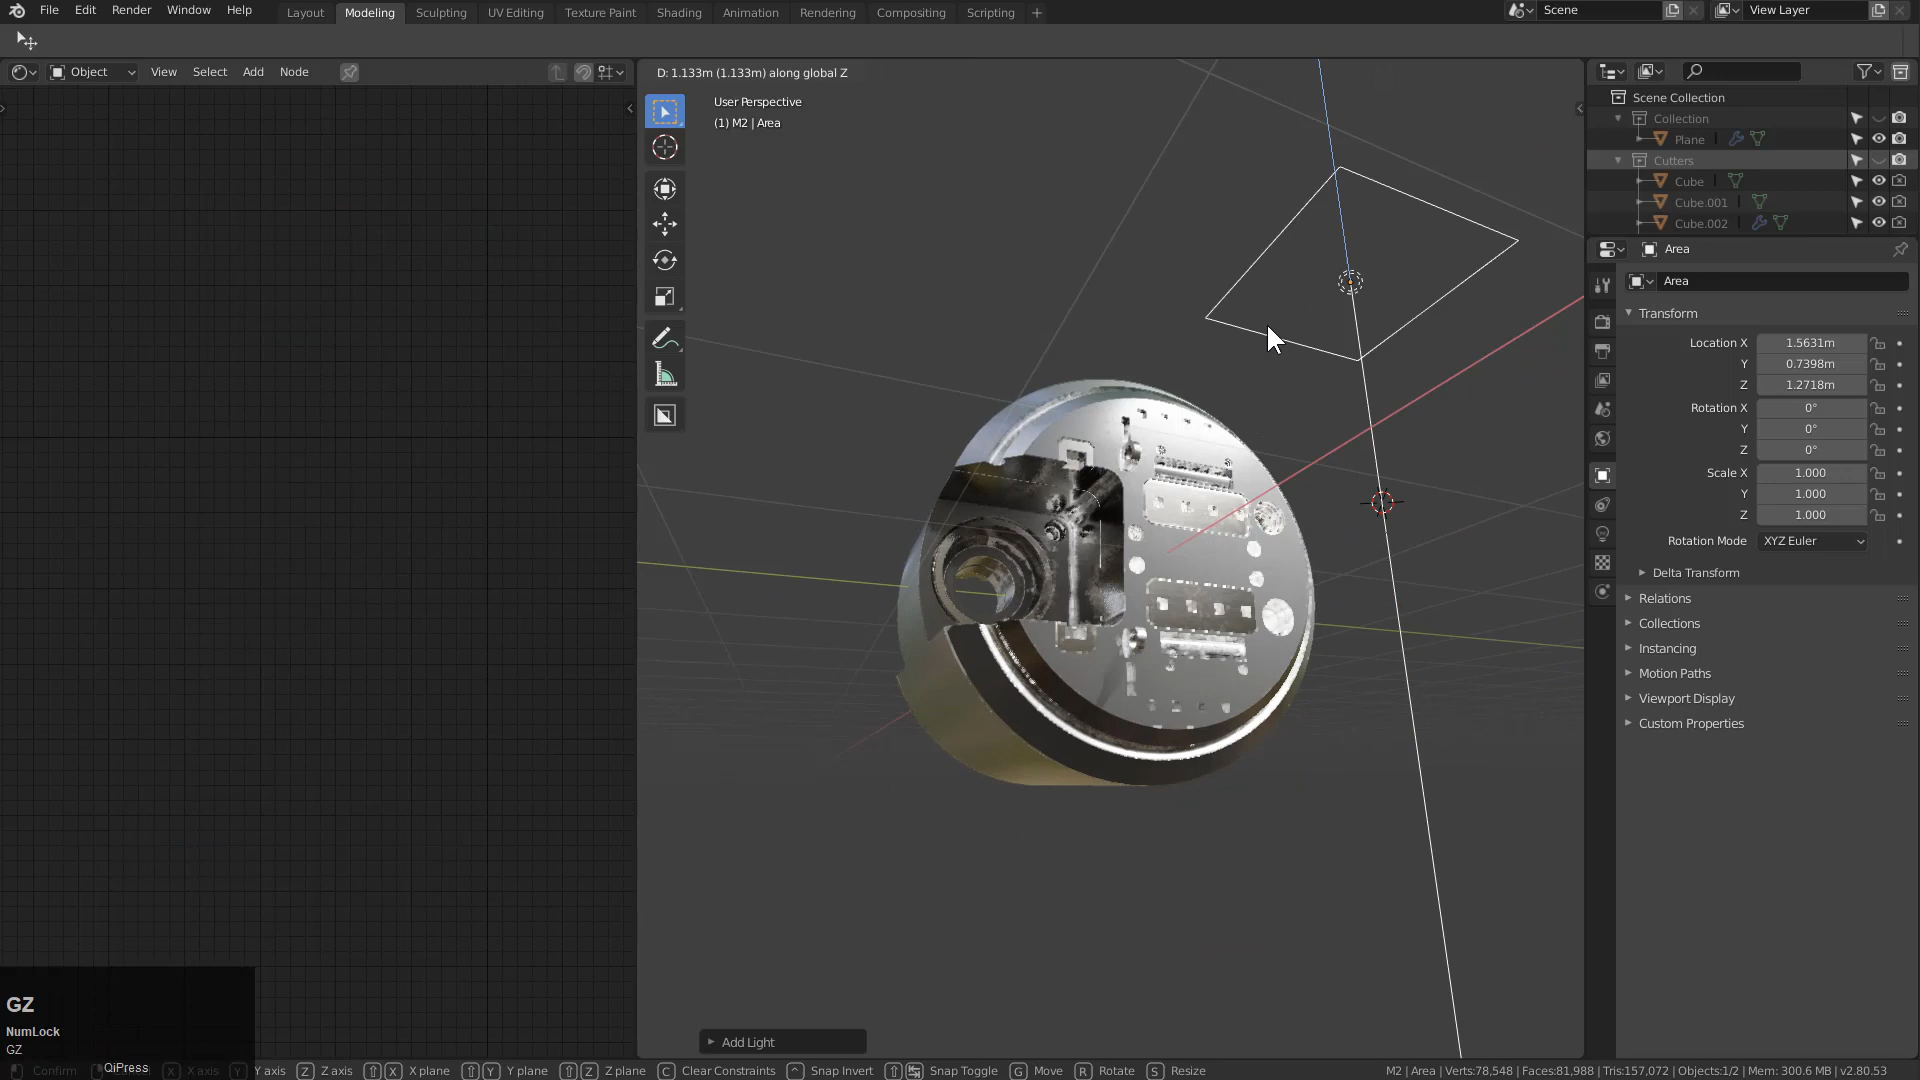 File Edit Render Window Help
Layout Modeling Sculpting UV Editing Texture Paint Shading Animation Rendering Compositing Scripting +
Scene
View Layer
Object View Select Add Node
D: 1.133m (1.133m) along global Z
User Perspective
(1) M2 | Area
Scene Collection
Collection
Plane
Cutters
Cube
Cube.001
Cube.002
Area
Area
Transform
Location X 1.5631m
Y 0.7398m
Z 1.2718m
Rotation X 0°
Y 0°
Z 0°
Scale X 1.000
Y 1.000
Z 1.000
Rotation Mode XYZ Euler
Delta Transform
Relations
Collections
Instancing
Motion Paths
Viewport Display
Custom Properties
GZ
NumLock
GZ
QiPress
Add Light
Confirm X X axis Y Y axis Z Z axis X X plane Y Y plane Z Z plane C Clear Constraints ^ Snap Invert Snap Toggle G Move R Rotate S Resize
M2 | Area | Verts:78,548 | Faces:81,988 | Tris:157,072 | Objects:1/2 | Mem: 300.6 MB | v2.80.53